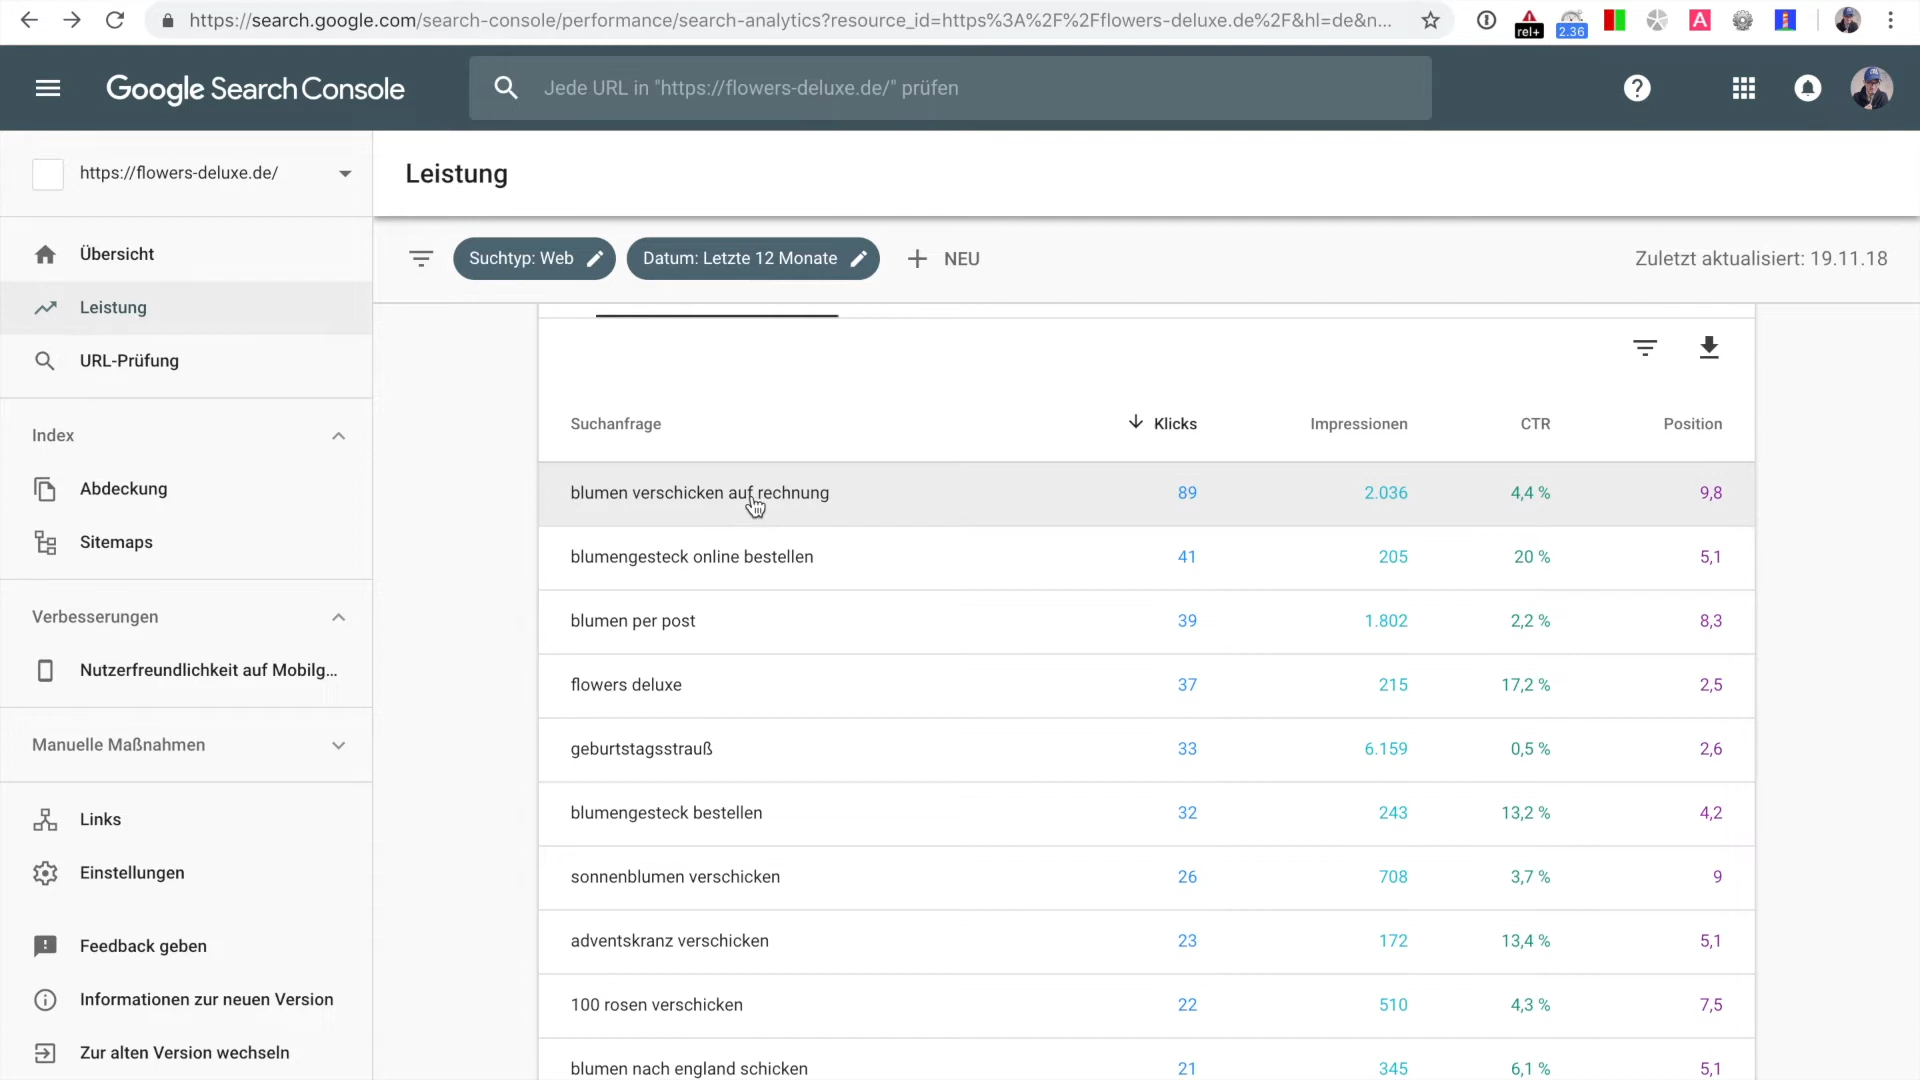 https://search.google.com/search-console/performance/search-analytics?resource_id=https%3A%2F%2Fflowers-deluxe.de%2F&hl=de&n...
rel+
2.36
A
Google Search Console
Jede URL in "https://flowers-deluxe.de/" prüfen
https://flowers-deluxe.de/
Leistung
Übersicht
Leistung
URL-Prüfung
Index
Abdeckung
Sitemaps
Verbesserungen
Nutzerfreundlichkeit auf Mobilg...
Manuelle Maßnahmen
Links
Einstellungen
Feedback geben
Informationen zur neuen Version
Zur alten Version wechseln
Suchtyp: Web
Datum: Letzte 12 Monate
NEU
Zuletzt aktualisiert: 19.11.18
Suchanfrage Klicks Impressionen CTR Position
blumen verschicken auf rechnung 89 2.036 4,4 % 9,8
blumengesteck online bestellen 41 205 20 % 5,1
blumen per post 39 1.802 2,2 % 8,3
flowers deluxe 37 215 17,2 % 2,5
geburtstagsstrauß 33 6.159 0,5 % 2,6
blumengesteck bestellen 32 243 13,2 % 4,2
sonnenblumen verschicken 26 708 3,7 % 9
adventskranz verschicken 23 172 13,4 % 5,1
100 rosen verschicken 22 510 4,3 % 7,5
blumen nach england schicken 21 345 6,1 % 5,1